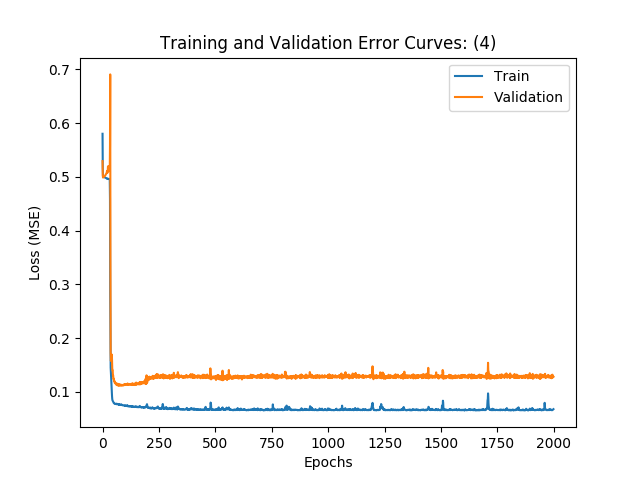 Training and Validation Error Curves: (4)
Train
Validation
Loss (MSE)
0.7
0.6
0.5
0.4
0.3
0.2
0.1
0 250 500 750 1000 1250 1500 1750 2000
Epochs